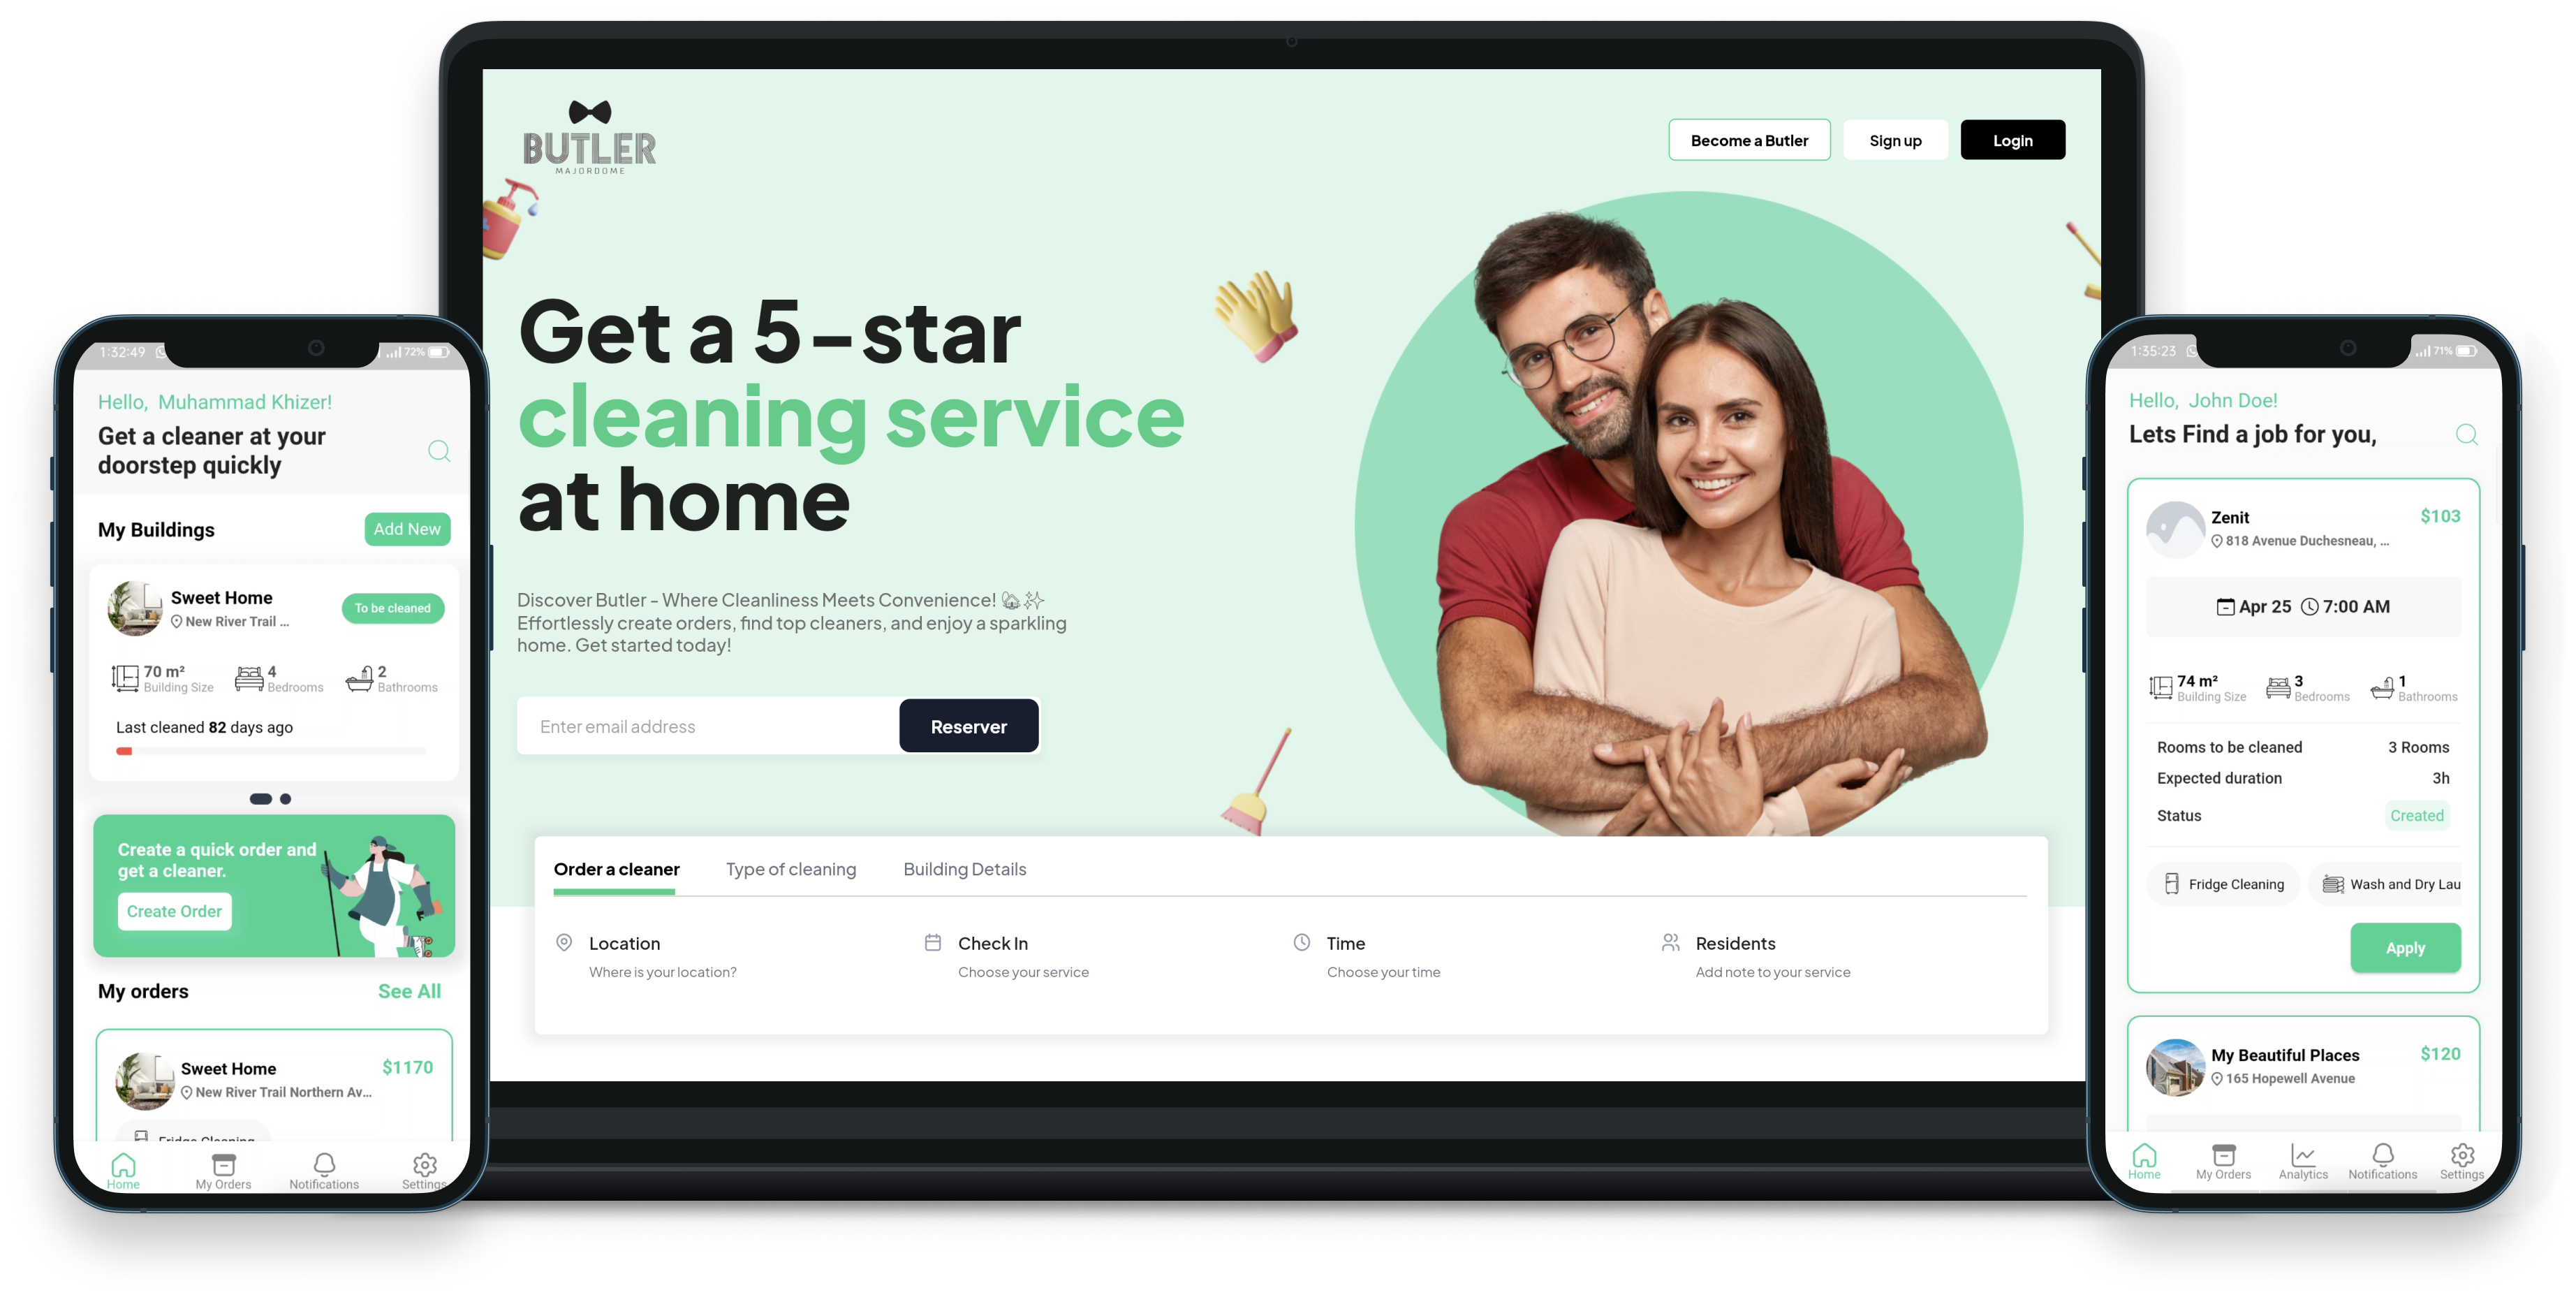 BUTLER
MAJORDOME
Become a Butler
Sign up
Login
Get a 5-star
cleaning service
at home
Discover Butler - Where Cleanliness Meets Convenience! 🏠✨
Effortlessly create orders, find top cleaners, and enjoy a sparkling
home. Get started today!
Enter email address
Reserver
Order a cleaner
Type of cleaning
Building Details
Location
Where is your location?
Check In
Choose your service
Time
Choose your time
Residents
Add note to your service
1:32:49
72%
Hello, Muhammad Khizer!
Get a cleaner at your
doorstep quickly
My Buildings
Add New
Sweet Home
New River Trail ...
To be cleaned
70 m²
Building Size
4
Bedrooms
2
Bathrooms
Last cleaned 82 days ago
Create a quick order and
get a cleaner.
Create Order
My orders
See All
Sweet Home
$1170
New River Trail Northern Av...
Fridge Cleaning
Home
My Orders
Notifications
Settings
1:35:23
71%
Hello, John Doe!
Lets Find a job for you,
Zenit
$103
818 Avenue Duchesneau, ...
Apr 25
7:00 AM
74 m²
Building Size
3
Bedrooms
1
Bathrooms
Rooms to be cleaned
3 Rooms
Expected duration
3h
Status
Created
Fridge Cleaning
Wash and Dry Lau
Apply
My Beautiful Places
$120
165 Hopewell Avenue
Home
My Orders
Analytics
Notifications
Settings